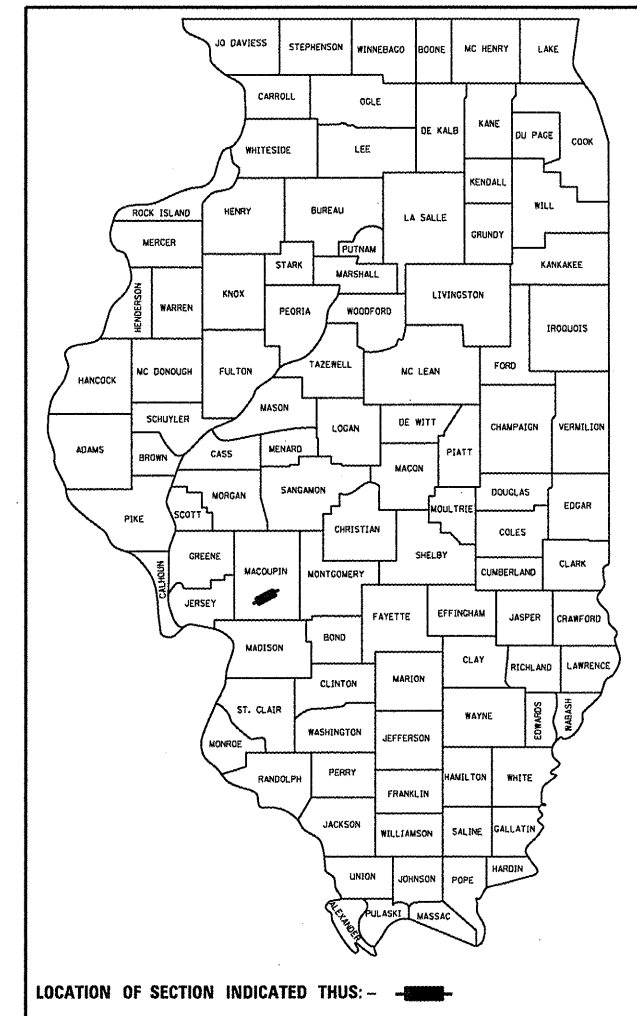 JO DAVIESS STEPHENSON WINNEBAGO BOONE MC HENRY LAKE
CARROLL OGLE DE KALB KANE DU PAGE COOK
WHITESIDE LEE
KENDALL WILL
ROCK ISLAND HENRY BUREAU LA SALLE GRUNDY
MERCER PUTNAM
STARK MARSHALL KANKAKEE
HENDERSON WARREN KNOX PEORIA WOODFORD LIVINGSTON IROQUOIS
HANCOCK MC DONOUGH FULTON TAZEWELL MC LEAN FORD
SCHUYLER MASON LOGAN DE WITT CHAMPAIGN VERMILION
ADAMS BROWN CASS MENARD MACON PIATT
PIKE SCOTT MORGAN SANGAMON CHRISTIAN MOULTRIE DOUGLAS EDGAR
COLES
CALHOUN GREENE MACOUPIN MONTGOMERY SHELBY CUMBERLAND CLARK
JERSEY FAYETTE EFFINGHAM JASPER CRAWFORD
MADISON BOND
CLAY RICHLAND LAWRENCE
CLINTON MARION
ST. CLAIR WAYNE EDWARDS WABASH
MONROE WASHINGTON JEFFERSON
RANDOLPH PERRY HAMILTON WHITE
FRANKLIN
JACKSON WILLIAMSON SALINE GALLATIN
UNION JOHNSON POPE HARDIN
ALEXANDER PULASKI MASSAC
LOCATION OF SECTION INDICATED THUS: –